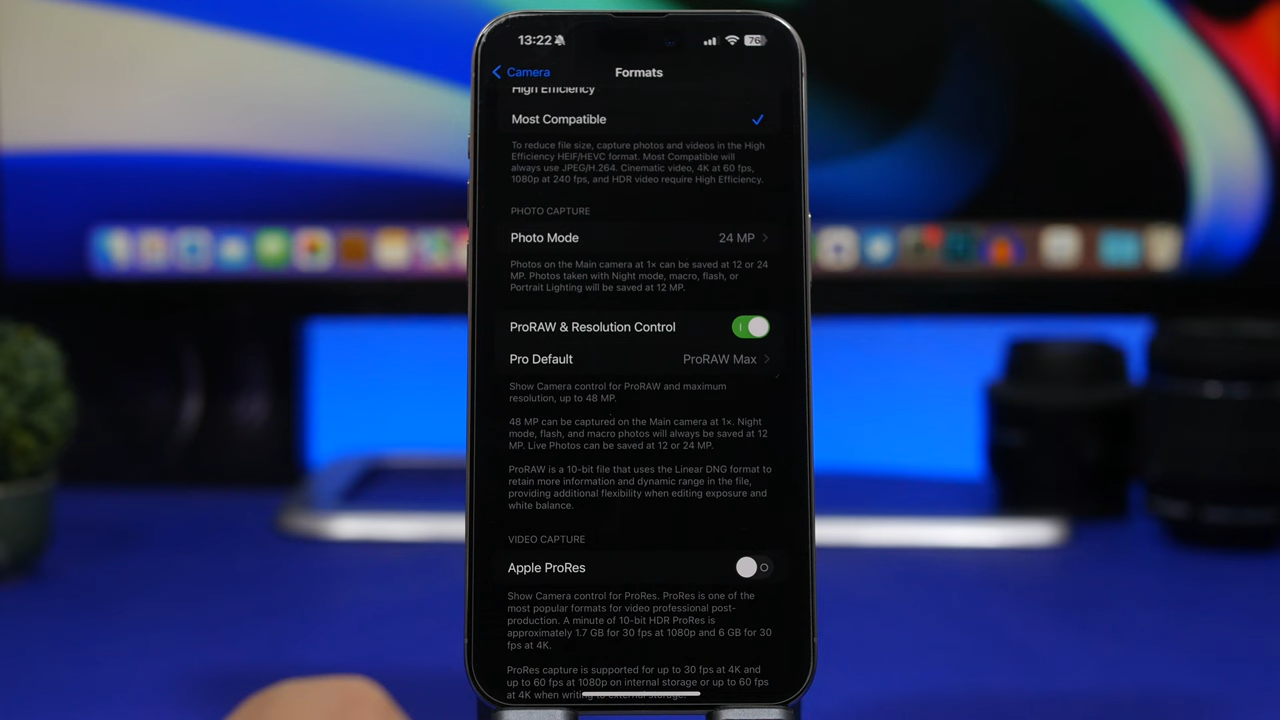 13:22
76
Camera
Formats
High Efficiency
Most Compatible
To reduce file size, capture photos and videos in the High
Efficiency HEIF/HEVC format. Most Compatible will
always use JPEG/H.264. Cinematic video, 4K at 60 fps,
1080p at 240 fps, and HDR video require High Efficiency.
PHOTO CAPTURE
Photo Mode 24 MP
Photos on the Main camera at 1× can be saved at 12 or 24
MP. Photos taken with Night mode, macro, flash, or
Portrait Lighting will be saved at 12 MP.
ProRAW & Resolution Control
Pro Default ProRAW Max
Show Camera control for ProRAW and maximum
resolution, up to 48 MP.
48 MP can be captured on the Main camera at 1×. Night
mode, flash, and macro photos will always be saved at 12
MP. Live Photos can be saved at 12 or 24 MP.
ProRAW is a 10-bit file that uses the Linear DNG format to
retain more information and dynamic range in the file,
providing additional flexibility when editing exposure and
white balance.
VIDEO CAPTURE
Apple ProRes
Show Camera control for ProRes. ProRes is one of the
most popular formats for video professional post-
production. A minute of 10-bit HDR ProRes is
approximately 1.7 GB for 30 fps at 1080p and 6 GB for 30
fps at 4K.
ProRes capture is supported for up to 30 fps at 4K and
up to 60 fps at 1080p on internal storage or up to 60 fps
at 4K when writing to external storage.